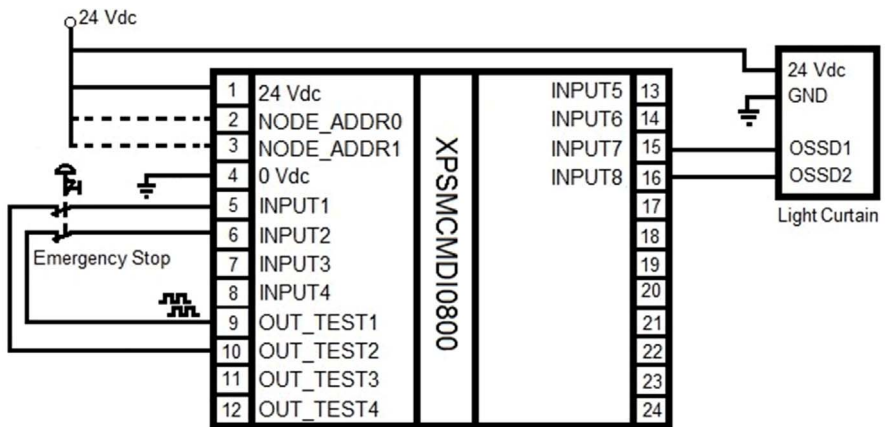 24 Vdc
1 24 Vdc
2 NODE_ADDR0
3 NODE_ADDR1
4 0 Vdc
5 INPUT1
6 INPUT2
7 INPUT3
8 INPUT4
9 OUT_TEST1
10 OUT_TEST2
11 OUT_TEST3
12 OUT_TEST4
Emergency Stop
XPSMCMDI0800
INPUT5 13
INPUT6 14
INPUT7 15
INPUT8 16
17
18
19
20
21
22
23
24
24 Vdc
GND
OSSD1
OSSD2
Light Curtain